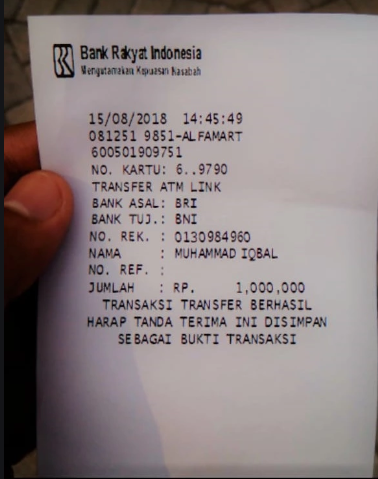 Bank Rakyat Indonesia
Mengutamakan Kepuasan Nasabah
15/08/2018 14:45:49
081251 9851-ALFAMART
600501909751
NO. KARTU: 6..9790
TRANSFER ATM LINK
BANK ASAL: BRI
BANK TUJ.: BNI
NO. REK. : 0130984960
NAMA : MUHAMMAD IQBAL
NO. REF. :
JUMLAH : RP. 1,000,000
TRANSAKSI TRANSFER BERHASIL
HARAP TANDA TERIMA INI DISIMPAN
SEBAGAI BUKTI TRANSAKSI